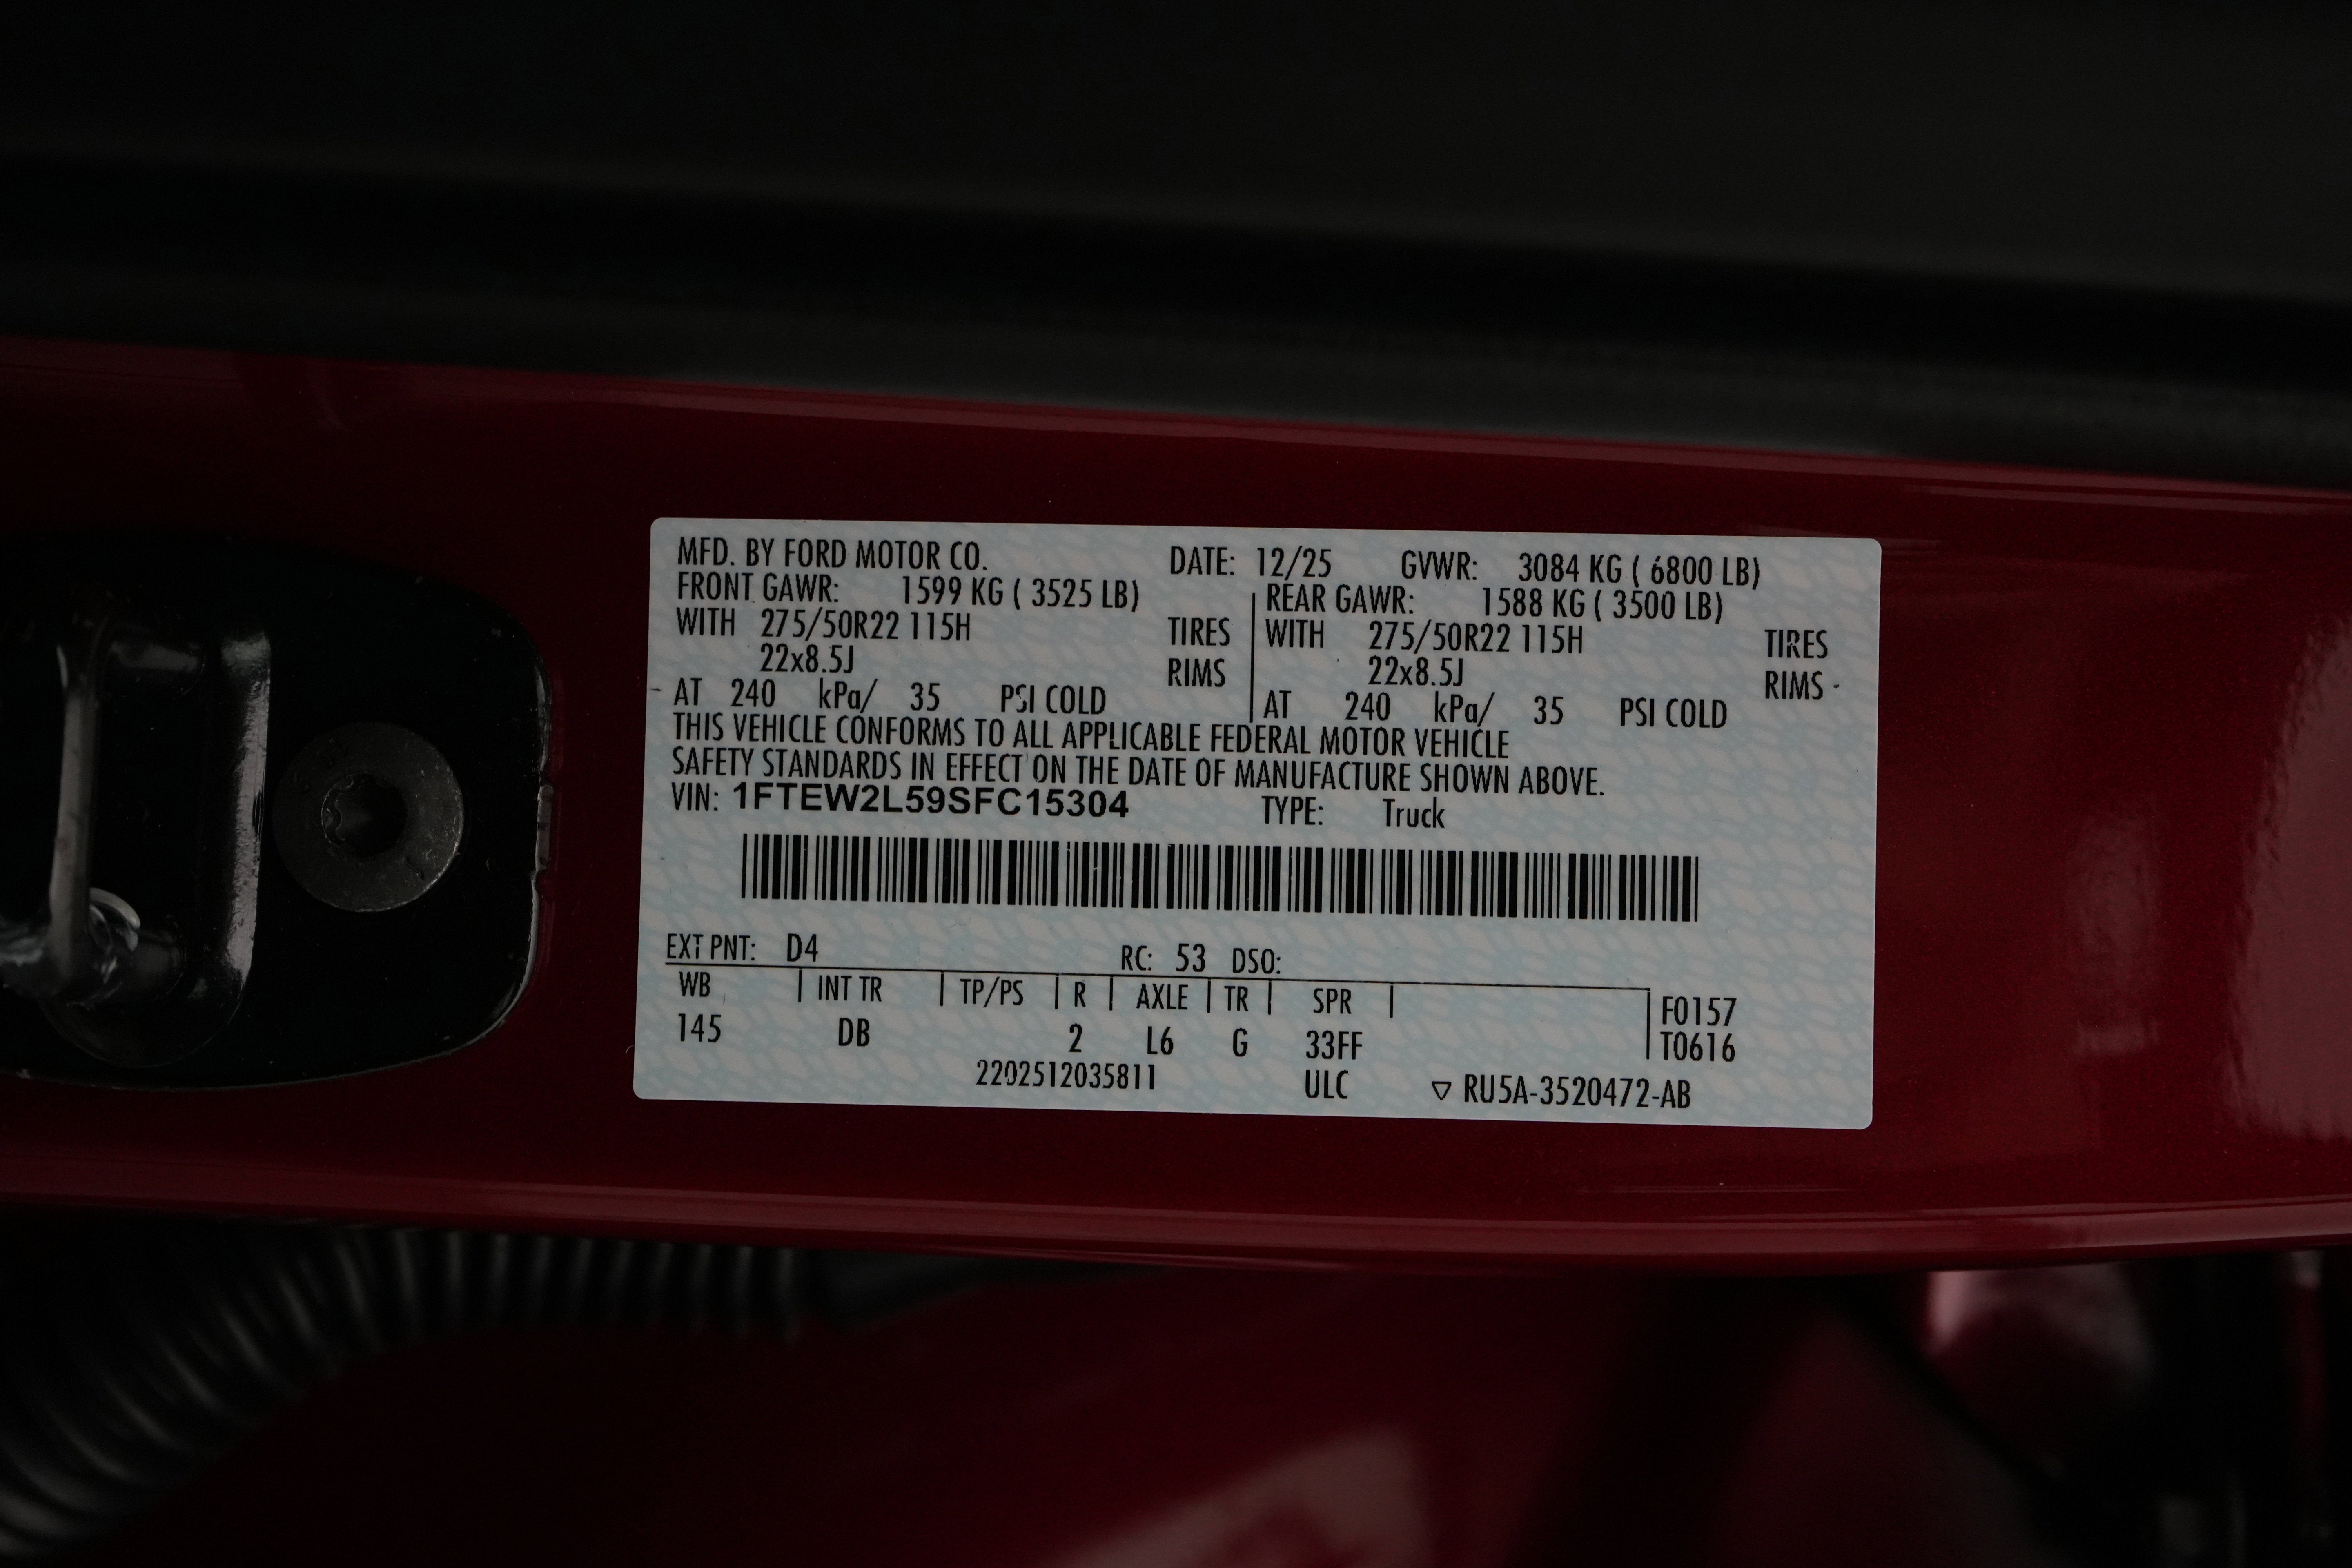 MFD. BY FORD MOTOR CO. DATE: 12/25 GVWR: 3084 KG ( 6800 LB)
FRONT GAWR: 1599 KG ( 3525 LB) REAR GAWR: 1588 KG ( 3500 LB)
WITH 275/50R22 115H TIRES WITH 275/50R22 115H TIRES
22x8.5J RIMS 22x8.5J RIMS
AT 240 kPa/ 35 PSI COLD AT 240 kPa/ 35 PSI COLD
THIS VEHICLE CONFORMS TO ALL APPLICABLE FEDERAL MOTOR VEHICLE
SAFETY STANDARDS IN EFFECT ON THE DATE OF MANUFACTURE SHOWN ABOVE.
VIN: 1FTEW2L59SFC15304 TYPE: Truck
EXT PNT: D4 RC: 53 DSO:
WB | INT TR | TP/PS | R | AXLE | TR | SPR | F0157
145 DB 2 L6 G 33FF T0616
2202512035811 ULC ▽ RU5A-3520472-AB